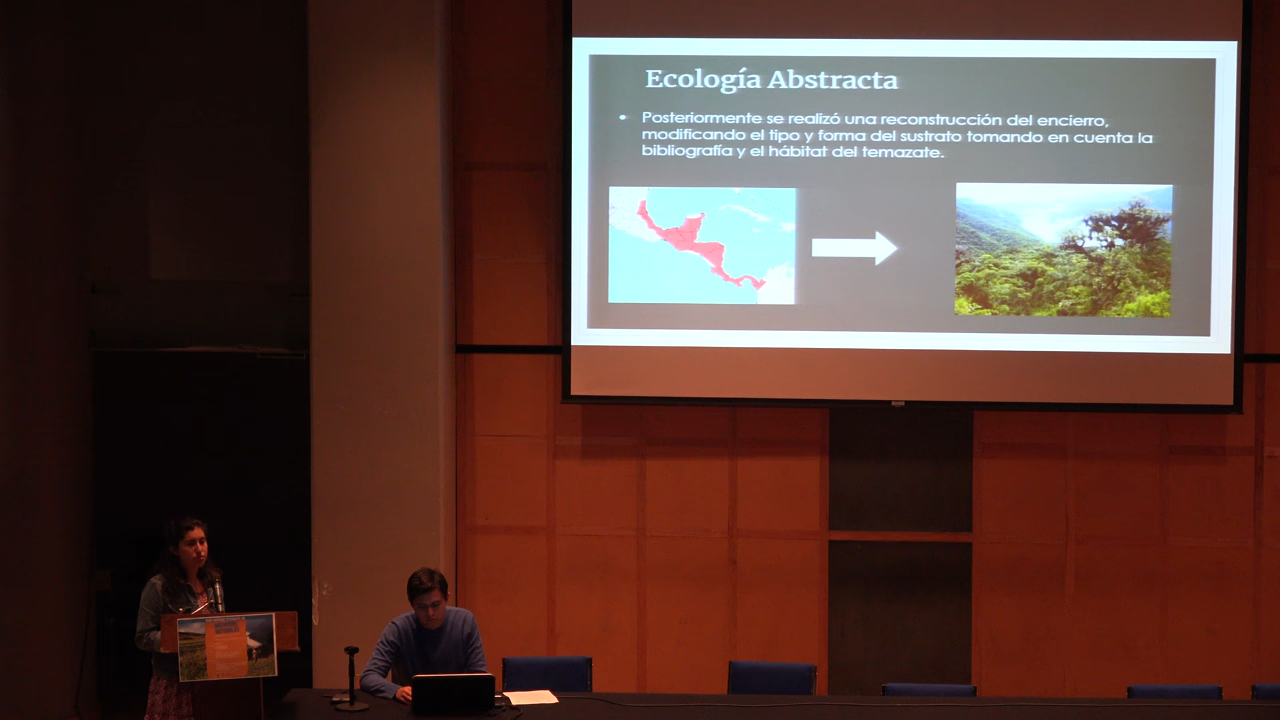 Ecología Abstracta
• Posteriormente se realizó una reconstrucción del encierro,
modificando el tipo y forma del sustrato tomando en cuenta la
bibliografía y el hábitat del temazate.